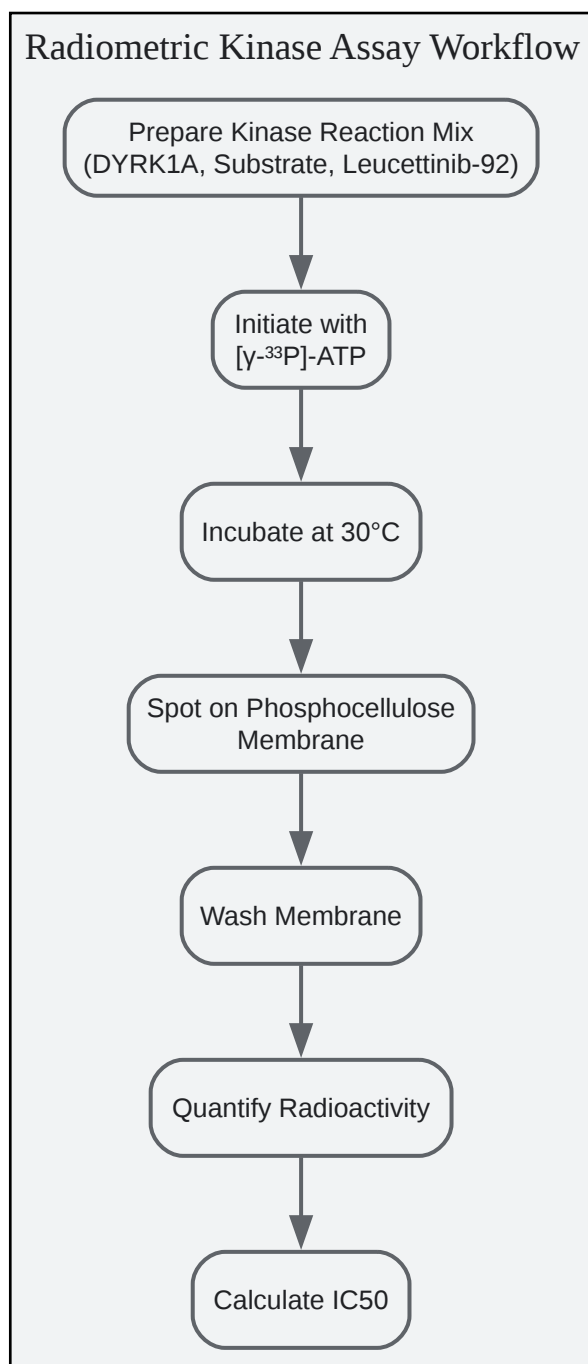 Radiometric Kinase Assay Workflow
Prepare Kinase Reaction Mix
(DYRK1A, Substrate, Leucettinib-92)
Initiate with
[γ-³³P]-ATP
Incubate at 30°C
Spot on Phosphocellulose
Membrane
Wash Membrane
Quantify Radioactivity
Calculate IC50